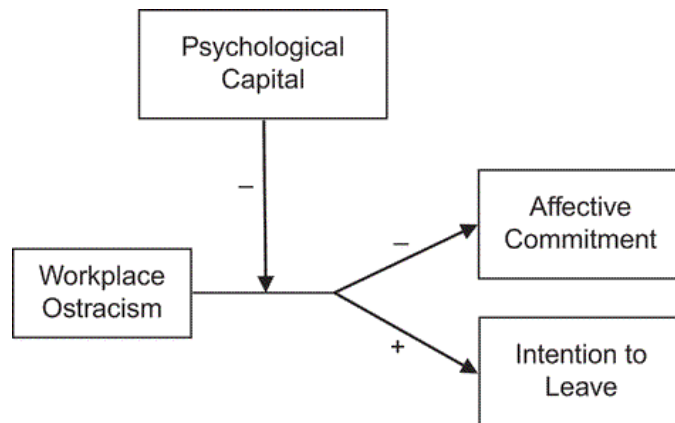 Psychological
Capital
–
Affective
Commitment
–
Workplace
Ostracism
+
Intention to
Leave